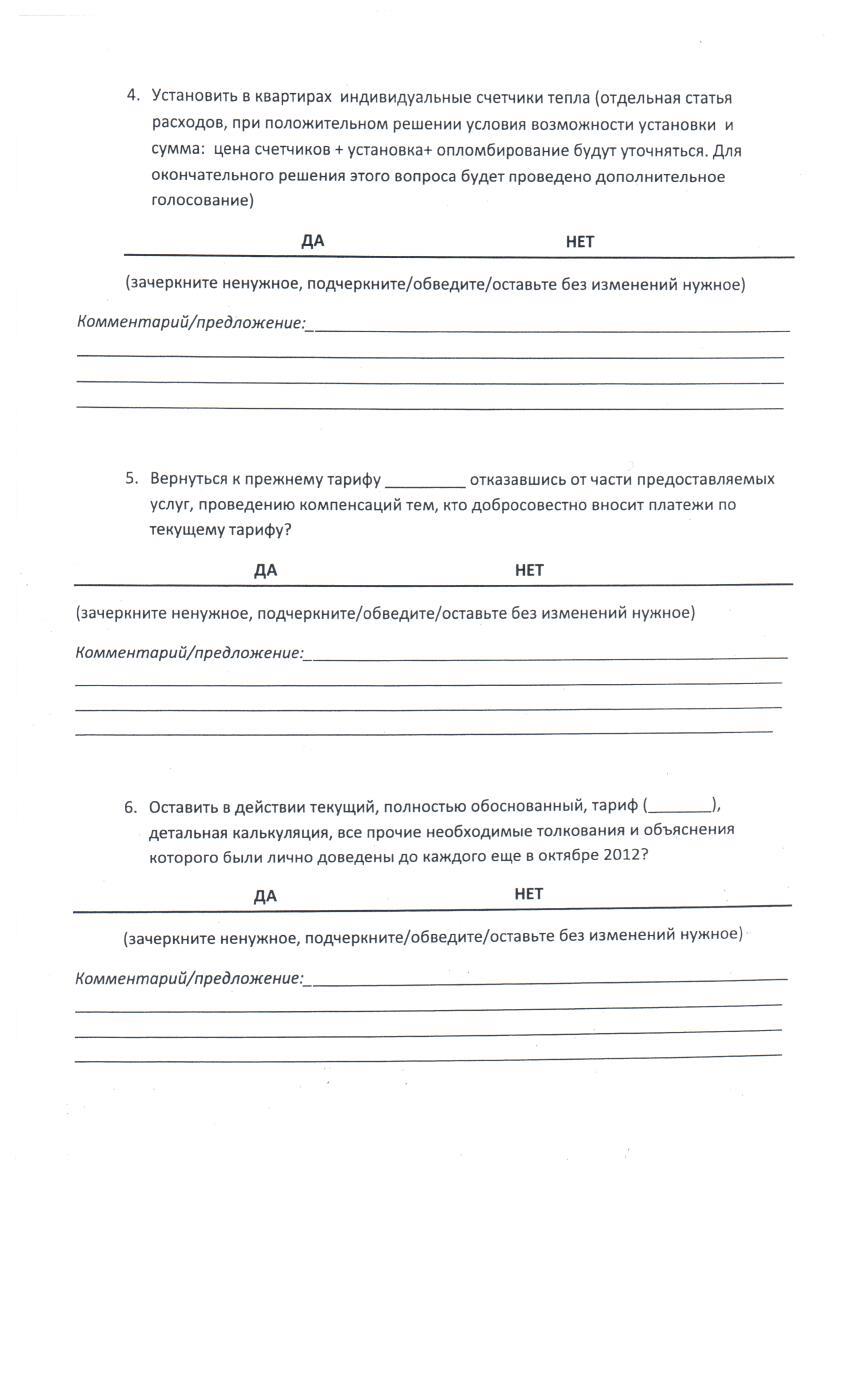 4. Установить в квартирах индивидуальные счетчики тепла (отдельная статья
расходов, при положительном решении условия возможности установки и
сумма: цена счетчиков + установка+ опломбирование будут уточняться. Для
окончательного решения этого вопроса будет проведено дополнительное
голосование)
ДА НЕТ
(зачеркните ненужное, подчеркните/обведите/оставьте без изменений нужное)
Комментарий/предложение:_
5. Вернуться к прежнему тарифу _________ отказавшись от части предоставляемых
услуг, проведению компенсаций тем, кто добросовестно вносит платежи по
текущему тарифу?
ДА НЕТ
(зачеркните ненужное, подчеркните/обведите/оставьте без изменений нужное)
Комментарий/предложение:_
6. Оставить в действии текущий, полностью обоснованный, тариф (_______),
детальная калькуляция, все прочие необходимые толкования и объяснения
которого были лично доведены до каждого еще в октябре 2012?
ДА НЕТ
(зачеркните ненужное, подчеркните/обведите/оставьте без изменений нужное)
Комментарий/предложение:_